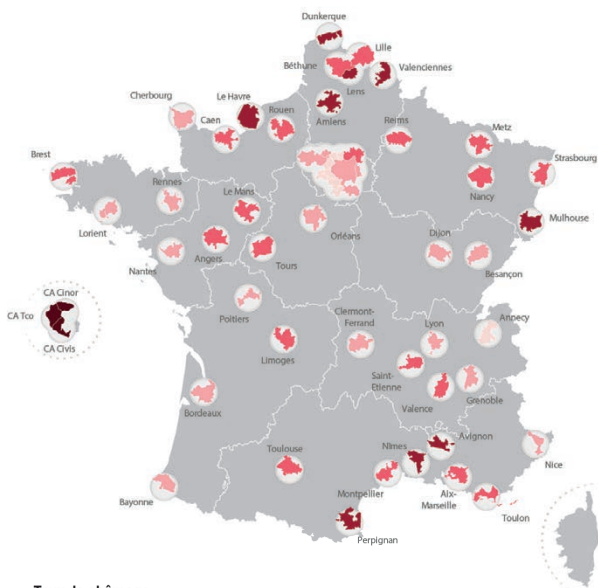 Dunkerque
Lille
Béthune
Valenciennes
Lens
Cherbourg
Le Havre
Amiens
Rouen
Caen
Reims
Metz
Strasbourg
Brest
Rennes
Le Mans
Nancy
Mulhouse
Lorient
Orléans
Dijon
Angers
Nantes
Tours
Besançon
CA Cinor
CA Tco
CA Civis
Poitiers
Clermont-
Ferrand
Lyon
Annecy
Limoges
Saint-
Etienne
Grenoble
Valence
Bordeaux
Avignon
Nîmes
Toulouse
Nice
Bayonne
Montpellier
Aix-
Marseille
Toulon
Perpignan